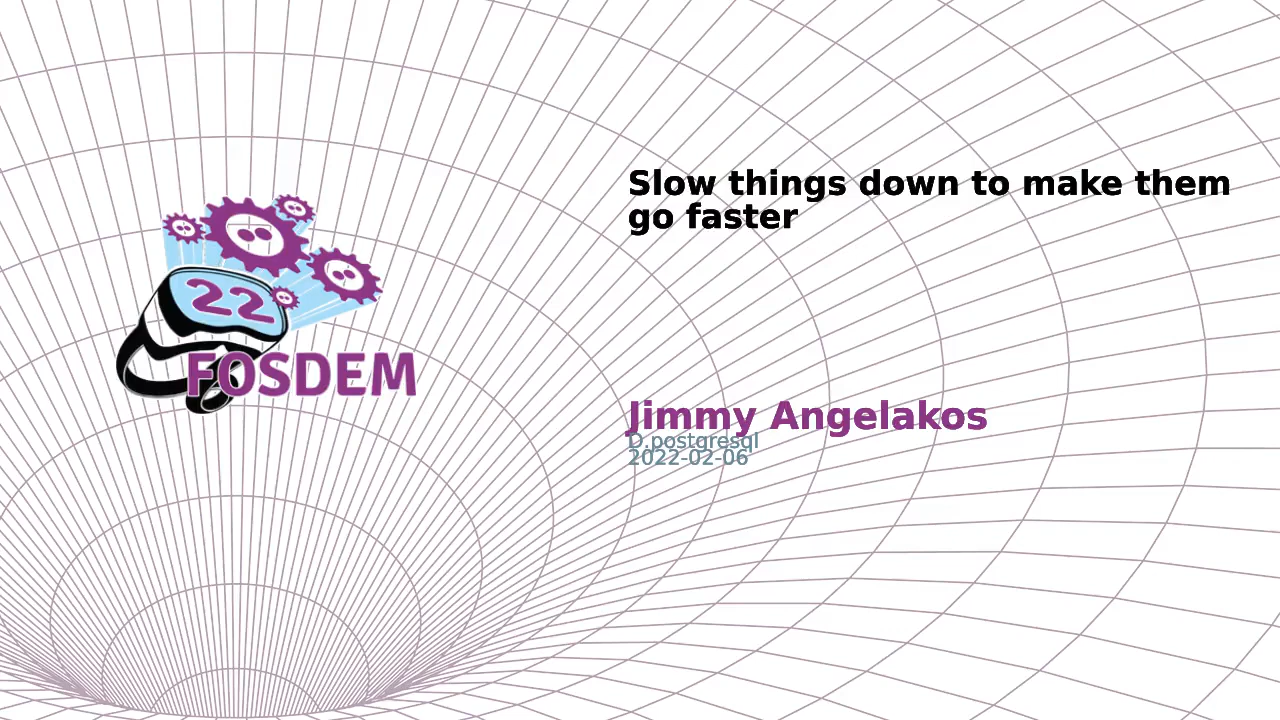 22
FOSDEM
Slow things down to make them
go faster
Jimmy Angelakos
D.postgresql
2022-02-06